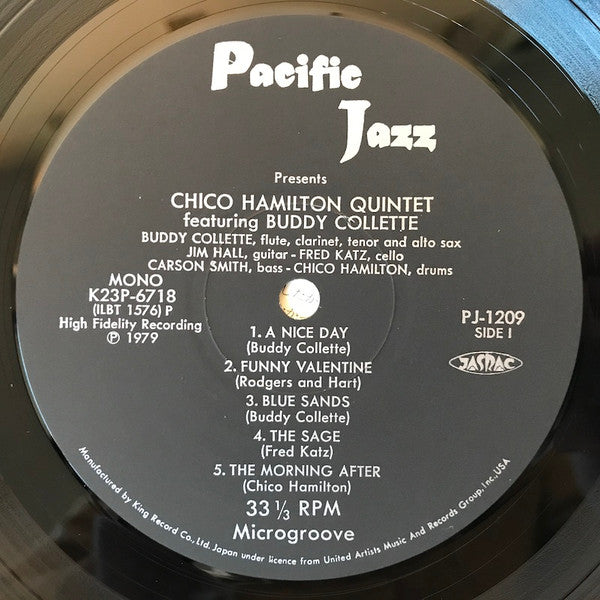 Pacific
Jazz
Presents
CHICO HAMILTON QUINTET
featuring BUDDY COLLETTE
BUDDY COLLETTE, flute, clarinet, tenor and alto sax
JIM HALL, guitar - FRED KATZ, cello
CARSON SMITH, bass - CHICO HAMILTON, drums
MONO
K23P-6718
(ILBT 1576) P
High Fidelity Recording
Ⓟ 1979
PJ-1209
SIDE I
JASRAC
1. A NICE DAY
(Buddy Collette)
2. FUNNY VALENTINE
(Rodgers and Hart)
3. BLUE SANDS
(Buddy Collette)
4. THE SAGE
(Fred Katz)
5. THE MORNING AFTER
(Chico Hamilton)
33 ⅓ RPM
Microgroove
Manufactured by King Record Co., Ltd. Japan under licence from United Artists Music And Records Group, Inc., USA